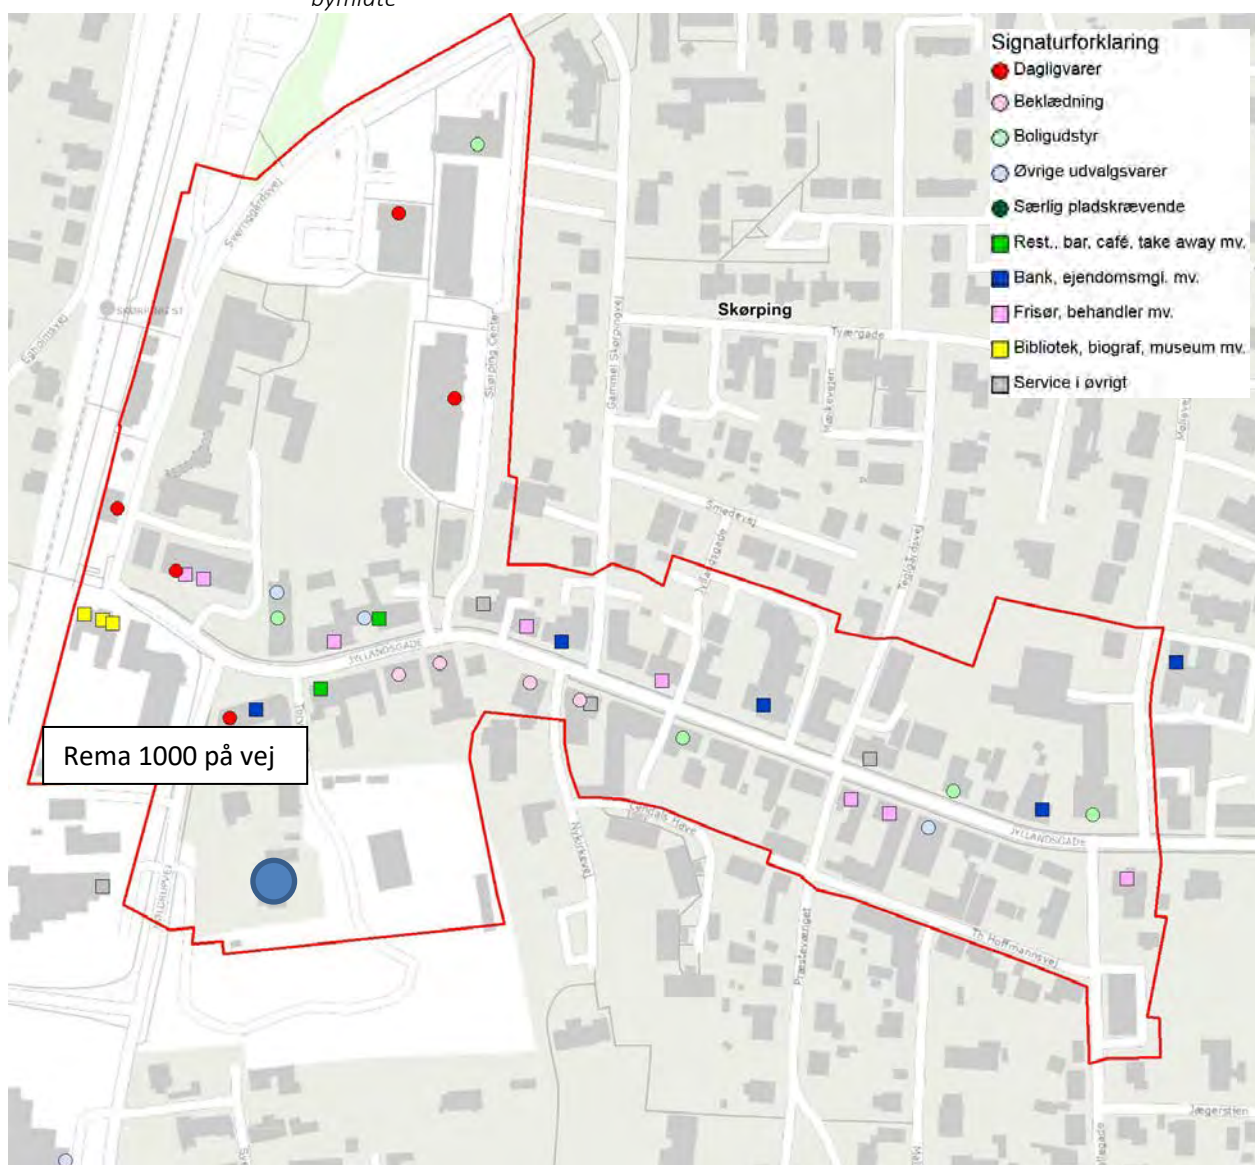 bymidte
Signaturforklaring
Dagligvarer
Beklædning
Boligudstyr
Øvrige udvalgsvarer
Særlig pladskrævende
Rest., bar, café, take away mv.
Bank, ejendomsmgl. mv.
Frisør, behandler mv.
Bibliotek, biograf, museum mv.
Service i øvrigt
Skørping
Skørping Center
Gammel Skørpingvej
Tværgade
Smedevej
Jyllandsgade
Teglgårdsvej
JYLLANDSGADE
Rema 1000 på vej
JYLLANDSGADE
Præstevænget
Th Hoffmannsvej
Jægerstien